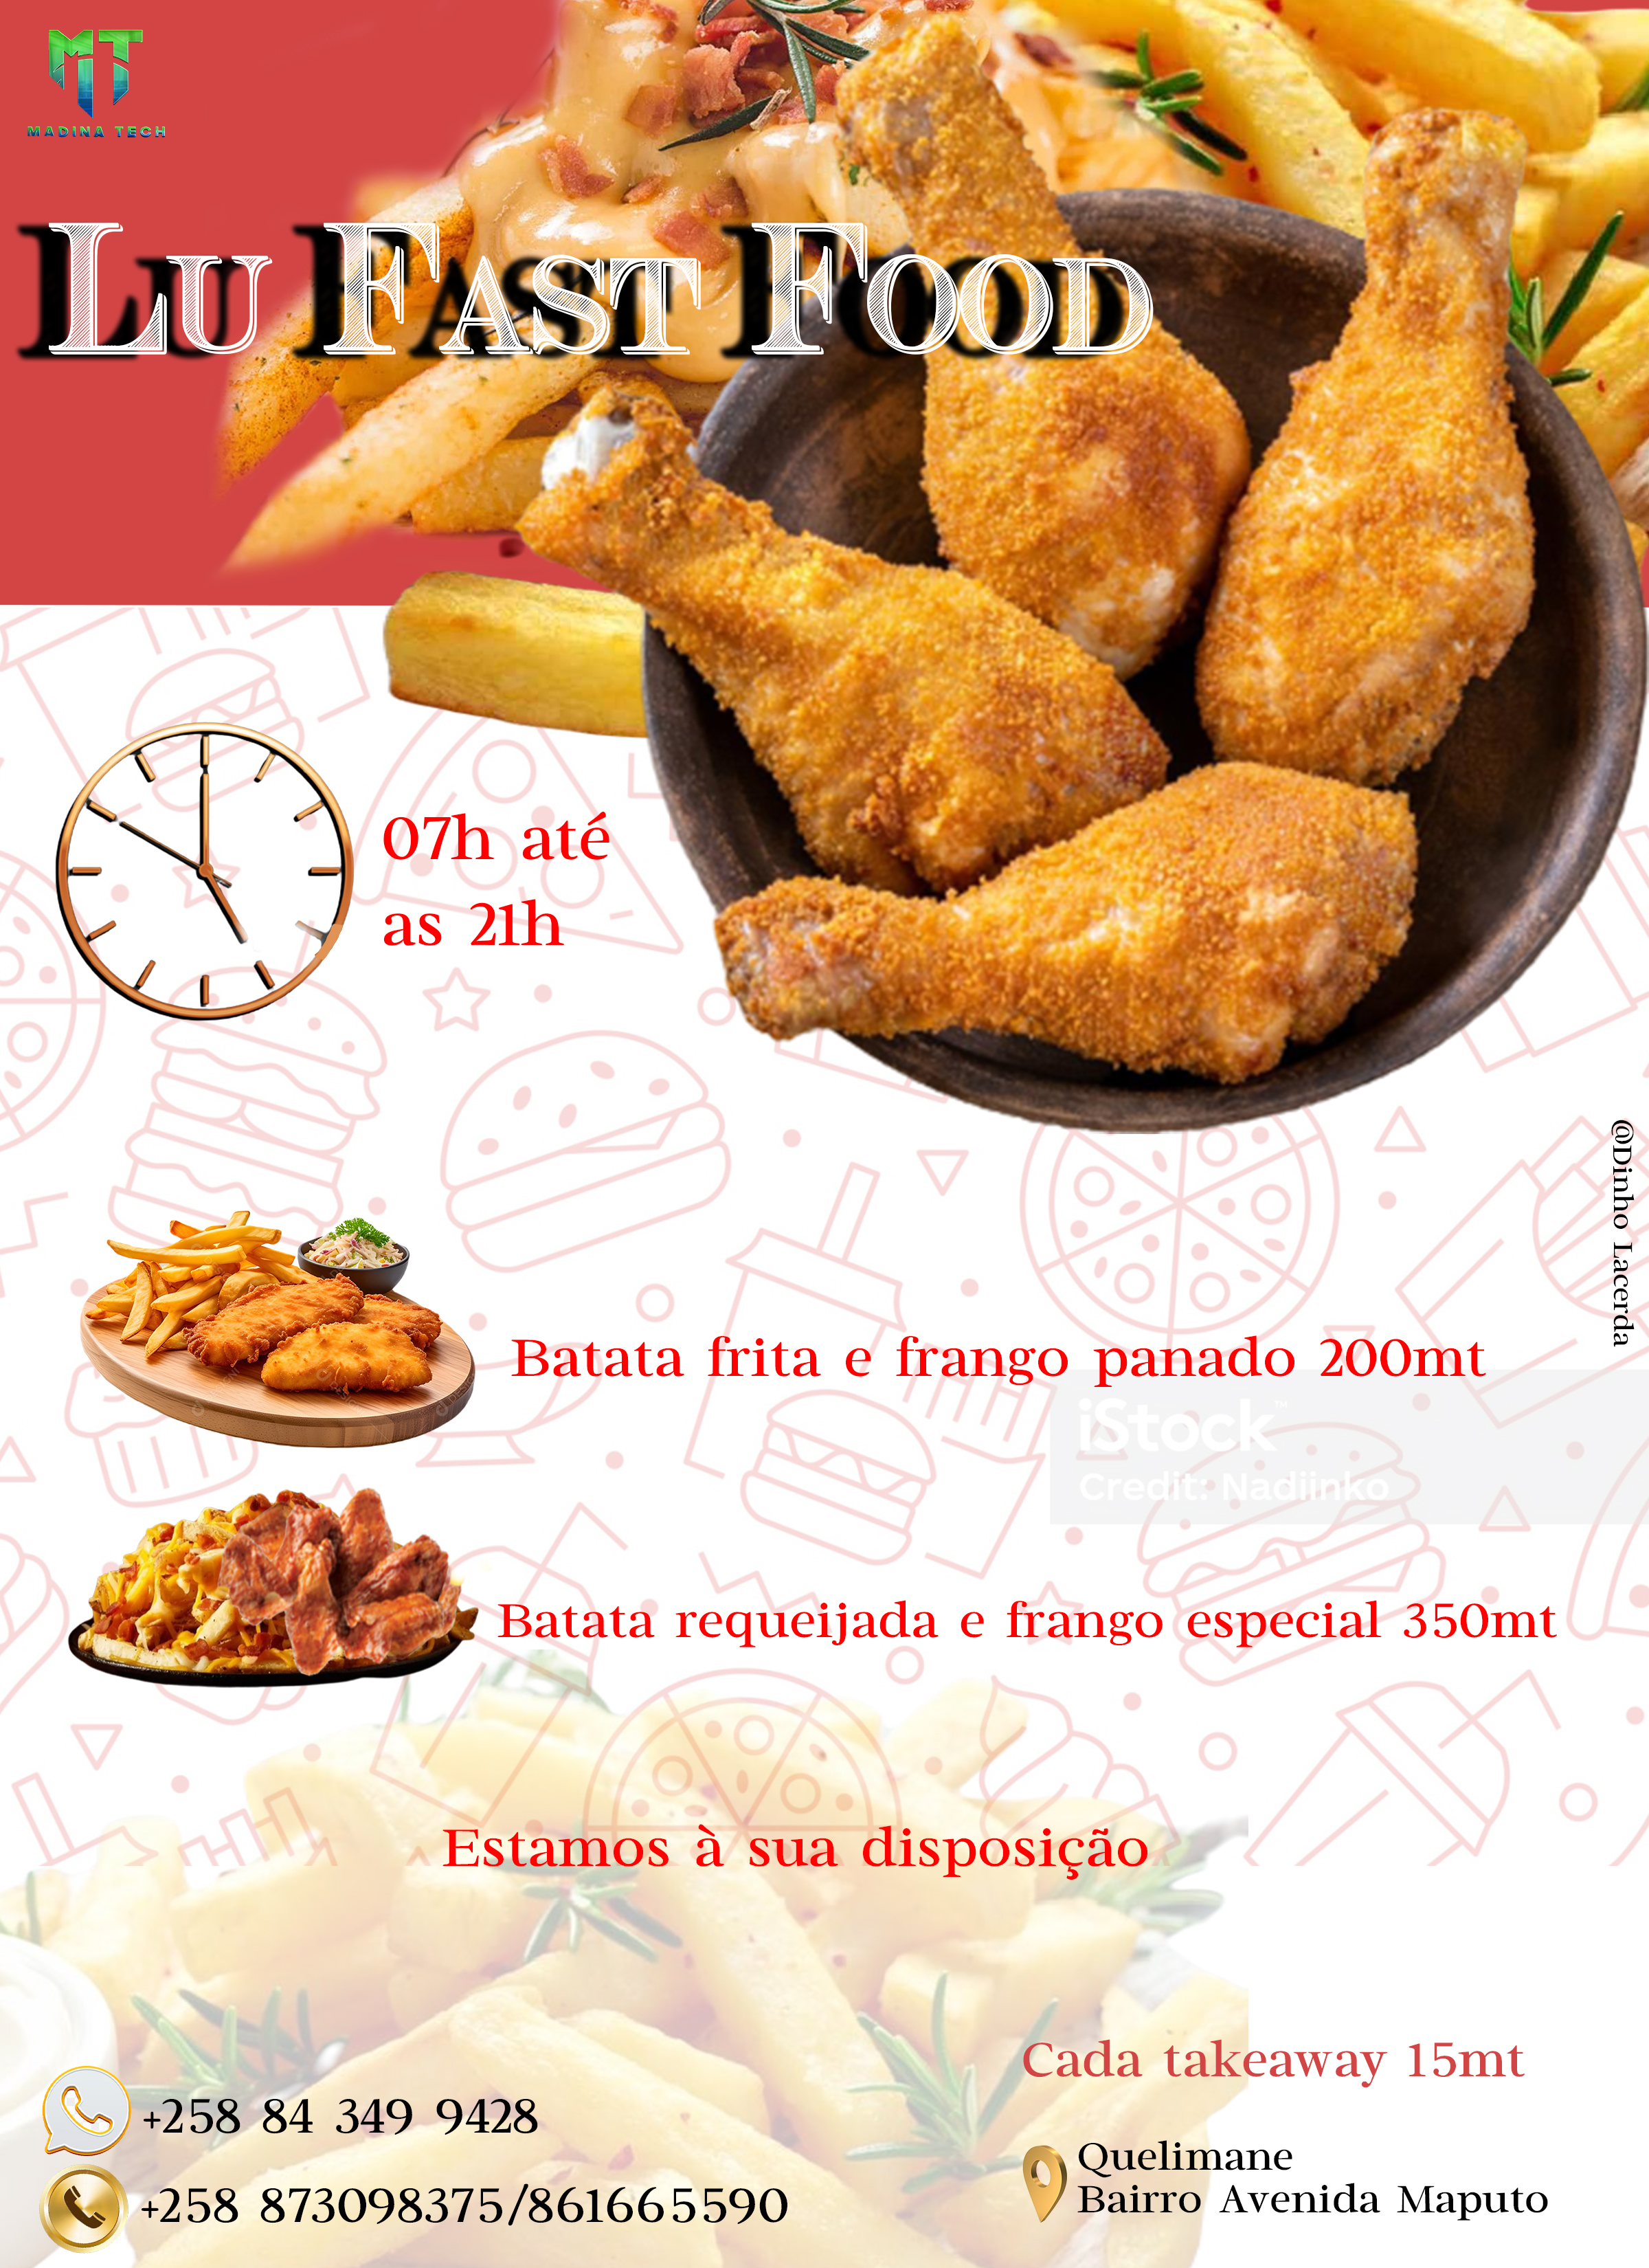 MT
MADINA TECH
LU FAST FOOD
07h até
as 21h
@Dinho Lacerda
Batata frita e frango panado 200mt
iStock™
Credit: Nadiinko
Batata requeijada e frango especial 350mt
Estamos à sua disposição
Cada takeaway 15mt
+258 84 349 9428
+258 873098375/861665590
Quelimane
Bairro Avenida Maputo